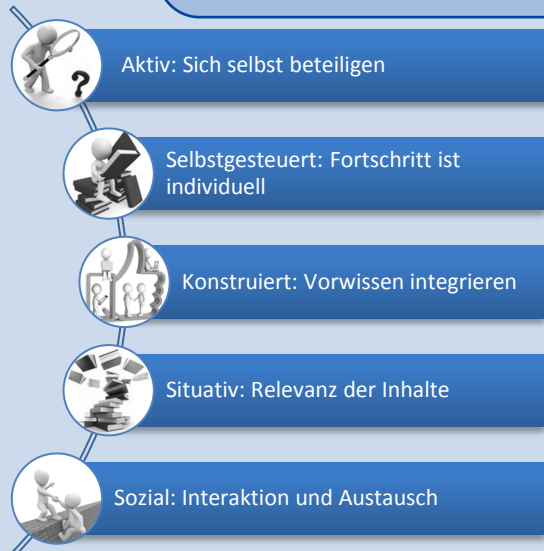 Aktiv: Sich selbst beteiligen
?
Selbstgesteuert: Fortschritt ist
individuell
Konstruiert: Vorwissen integrieren
Situativ: Relevanz der Inhalte
Sozial: Interaktion und Austausch